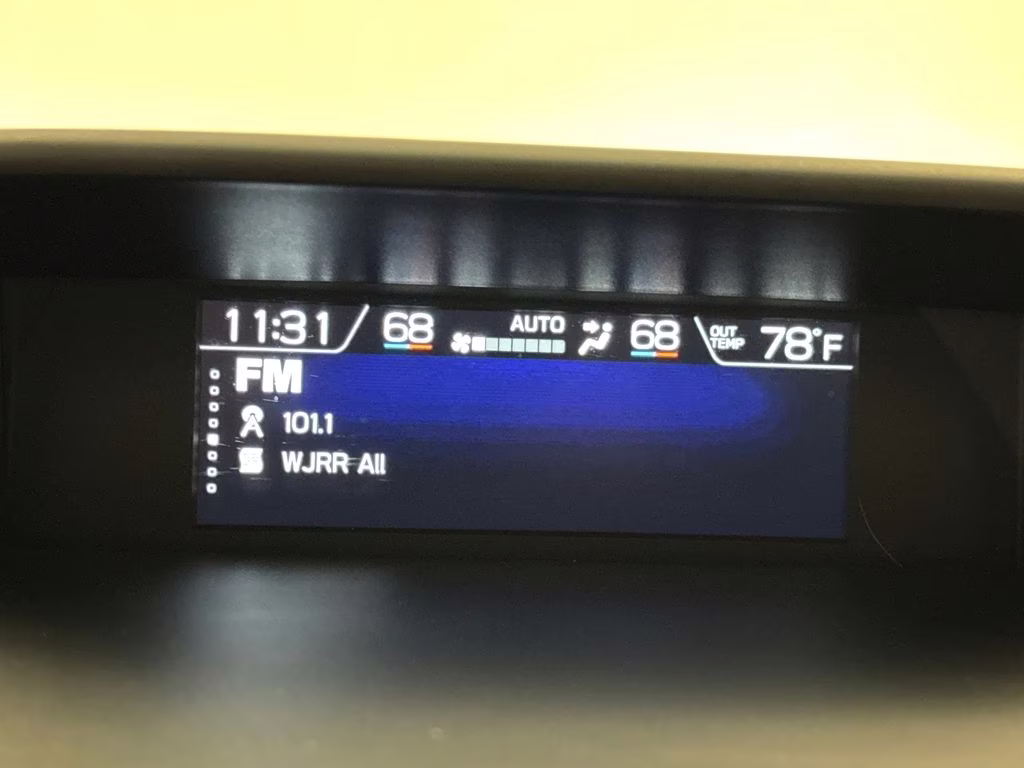 11:31 68 AUTO 68 OUT TEMP 78°F
FM
101.1
WJRR All